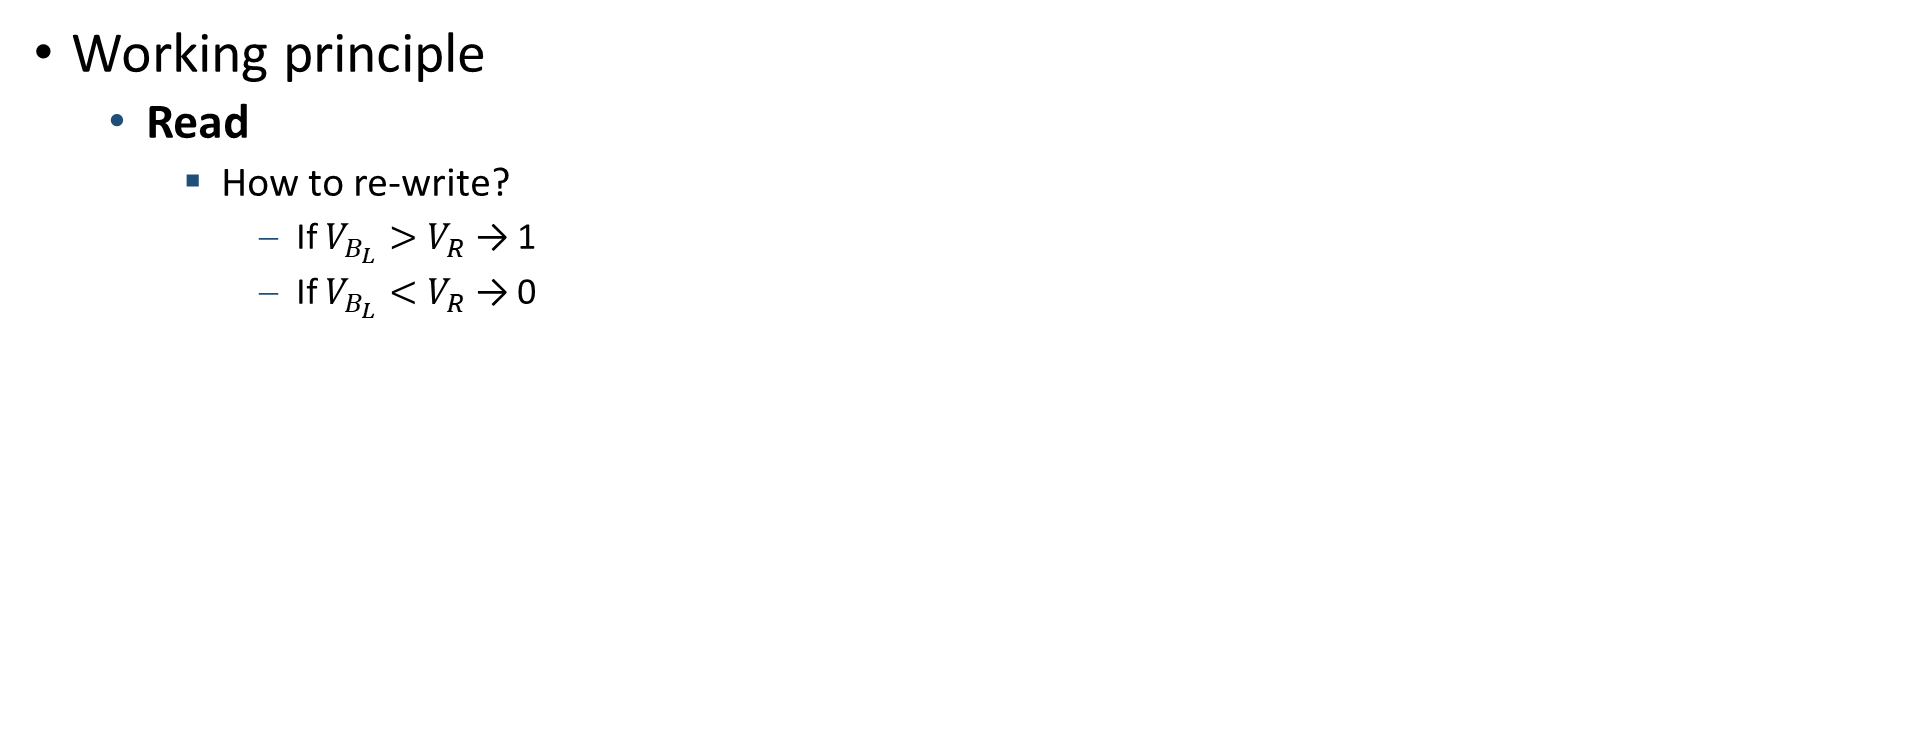 • Working principle
• Read
▪ How to re-write?
– If $V_{B_L} > V_R$ → 1
– If $V_{B_L} < V_R$ → 0